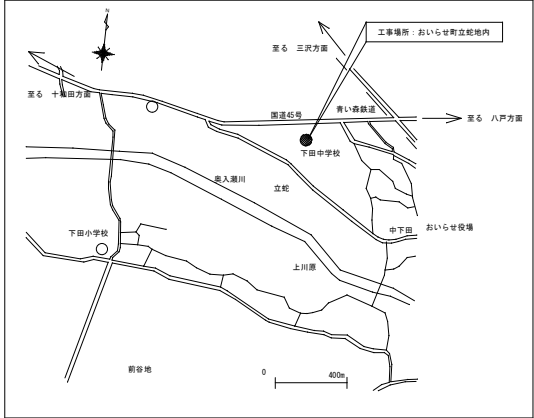 N
工事場所：おいらせ町立蛇地内
至る 三沢方面
至る 十和田方面
国道45号
青い森鉄道
至る 八戸方面
下田中学校
奥入瀬川
立蛇
下田小学校
中下田
おいらせ役場
上川原
前谷地
0
400m